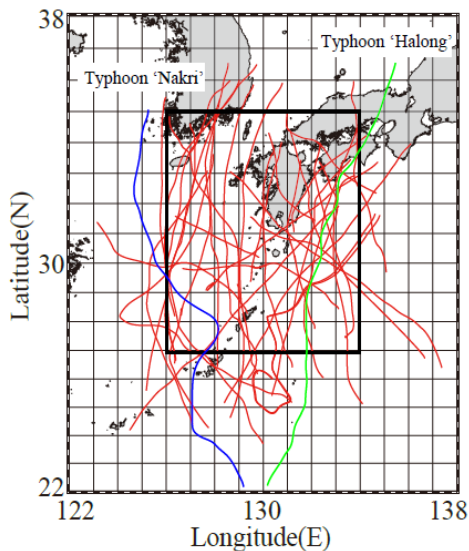 38
Typhoon ‘Halong’
Typhoon ‘Nakri’
Latitude(N)
30
22
122
130
138
Longitude(E)